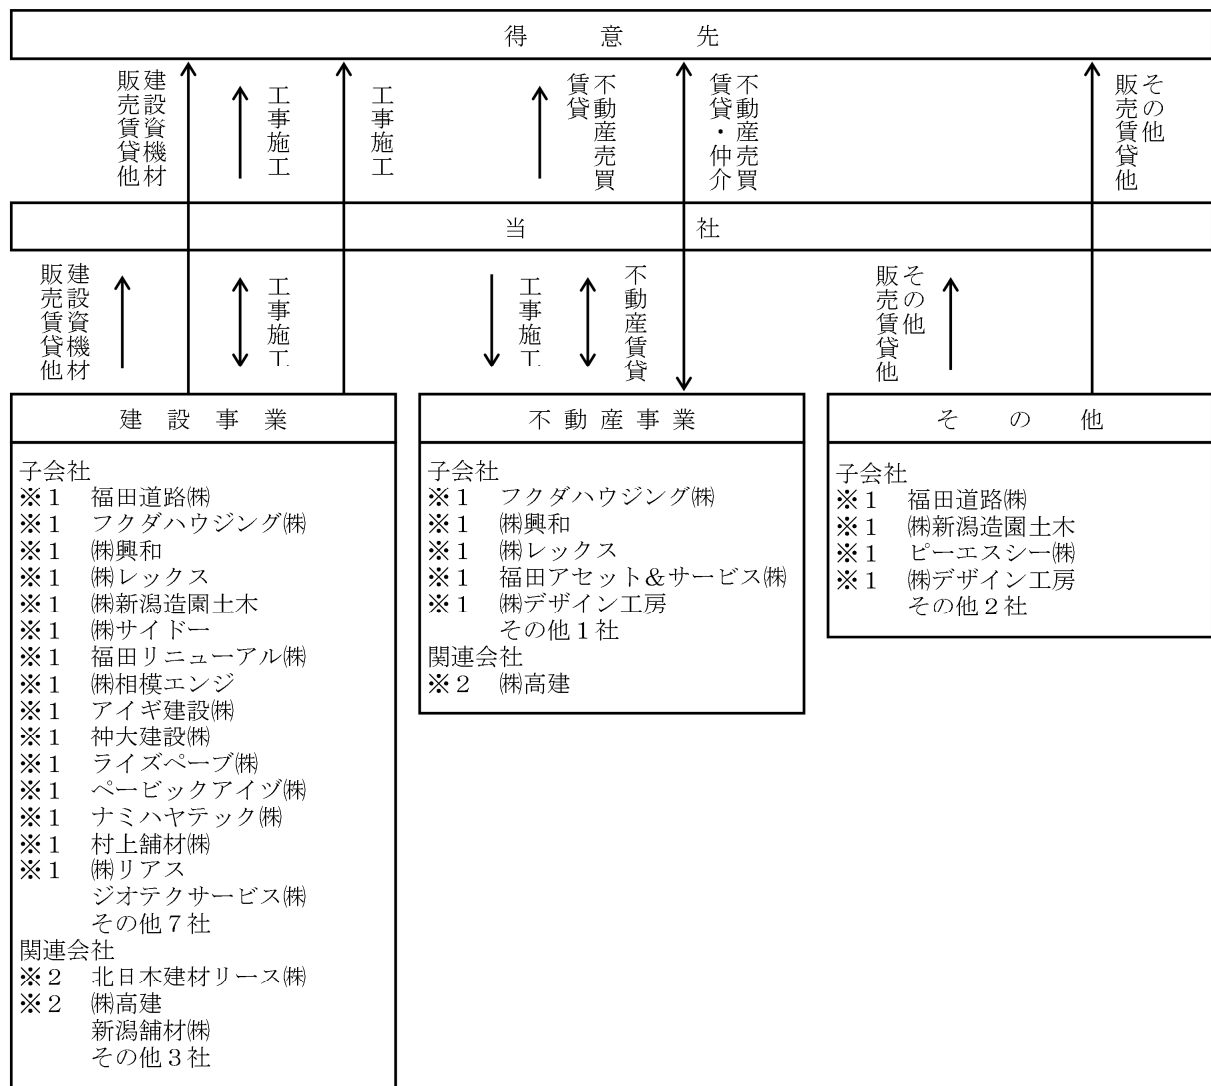 得意先
建設資機材
販売賃貸他
工事施工
工事施工
不動産売買
賃貸
不動産売買
賃貸・仲介
その他
販売賃貸他
当社
建設資機材
販売賃貸他
工事施工
工事施工
不動産賃貸
その他
販売賃貸他
建設事業
子会社
※1 福田道路㈱
※1 フクダハウジング㈱
※1 ㈱興和
※1 ㈱レックス
※1 ㈱新潟造園土木
※1 ㈱サイドー
※1 福田リニューアル㈱
※1 ㈱相模エンジ
※1 アイギ建設㈱
※1 神大建設㈱
※1 ライズペーブ㈱
※1 ペービックアイヅ㈱
※1 ナミハヤテック㈱
※1 村上舗材㈱
※1 ㈱リアス
ジオテクサービス㈱
その他7社
関連会社
※2 北日本建材リース㈱
※2 ㈱高建
新潟舗材㈱
その他3社
不動産事業
子会社
※1 フクダハウジング㈱
※1 ㈱興和
※1 ㈱レックス
※1 福田アセット&サービス㈱
※1 ㈱デザイン工房
その他1社
関連会社
※2 ㈱高建
その他
子会社
※1 福田道路㈱
※1 ㈱新潟造園土木
※1 ピーエスシー㈱
※1 ㈱デザイン工房
その他2社